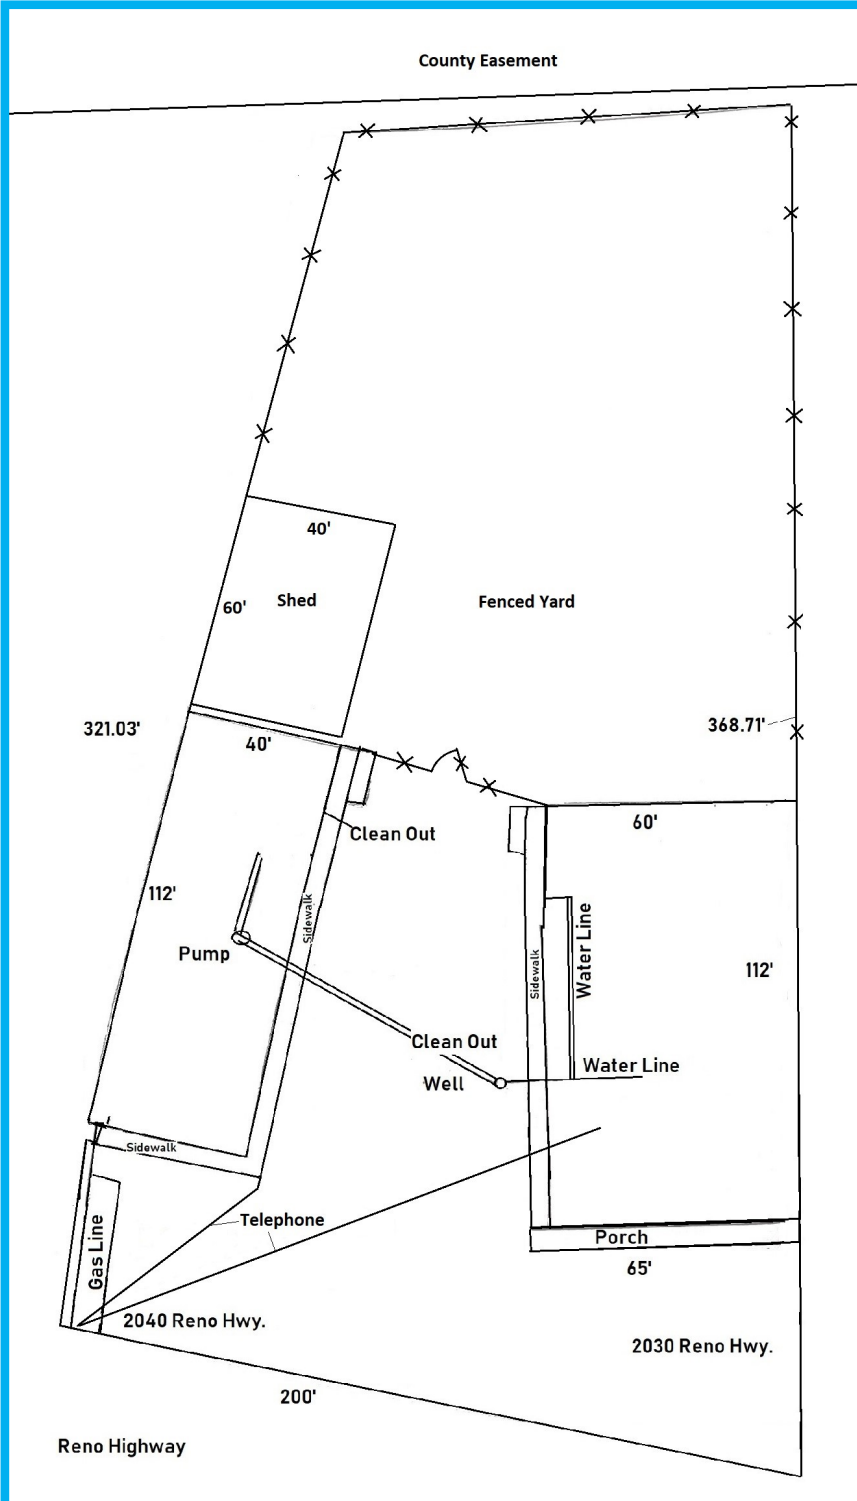 County Easement
40'
60'
Shed
Fenced Yard
321.03'
368.71'
40'
60'
Clean Out
112'
Sidewalk
Water Line
Pump
Sidewalk
112'
Clean Out
Well
Water Line
Sidewalk
Telephone
Gas Line
Porch
65'
2040 Reno Hwy.
2030 Reno Hwy.
200'
Reno Highway